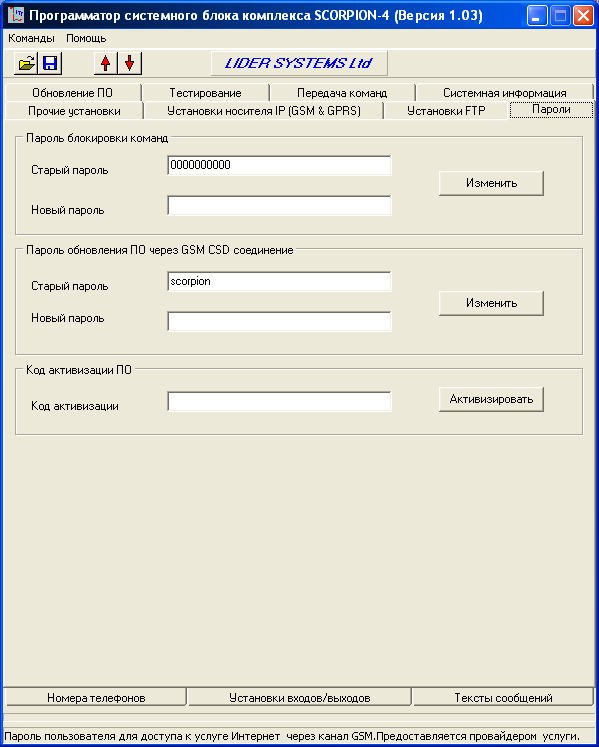 Программатор системного блока комплекса SCORPION-4 (Версия 1.03)
Команды Помощь
LIDER SYSTEMS Ltd
Обновление ПО Тестирование Передача команд Системная информация
Прочие установки Установки носителя IP (GSM & GPRS) Установки FTP Пароли
Пароль блокировки команд
Старый пароль 0000000000
Изменить
Новый пароль
Пароль обновления ПО через GSM CSD соединение
Старый пароль scorpion
Изменить
Новый пароль
Код активизации ПО
Код активизации Активизировать
Номера телефонов Установки входов/выходов Тексты сообщений
Пароль пользователя для доступа к услуге Интернет через канал GSM.Предоставляется провайдером услуги.